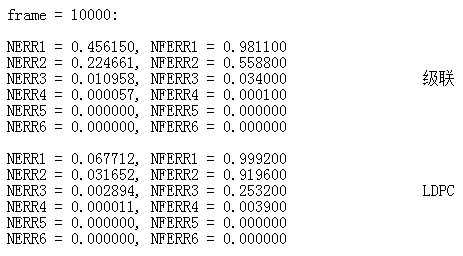 frame = 10000:
NERR1 = 0.456150, NFERR1 = 0.981100
NERR2 = 0.224661, NFERR2 = 0.558800
NERR3 = 0.010958, NFERR3 = 0.034000 级联
NERR4 = 0.000057, NFERR4 = 0.000100
NERR5 = 0.000000, NFERR5 = 0.000000
NERR6 = 0.000000, NFERR6 = 0.000000
NERR1 = 0.067712, NFERR1 = 0.999200
NERR2 = 0.031652, NFERR2 = 0.919600
NERR3 = 0.002894, NFERR3 = 0.253200 LDPC
NERR4 = 0.000011, NFERR4 = 0.003900
NERR5 = 0.000000, NFERR5 = 0.000000
NERR6 = 0.000000, NFERR6 = 0.000000